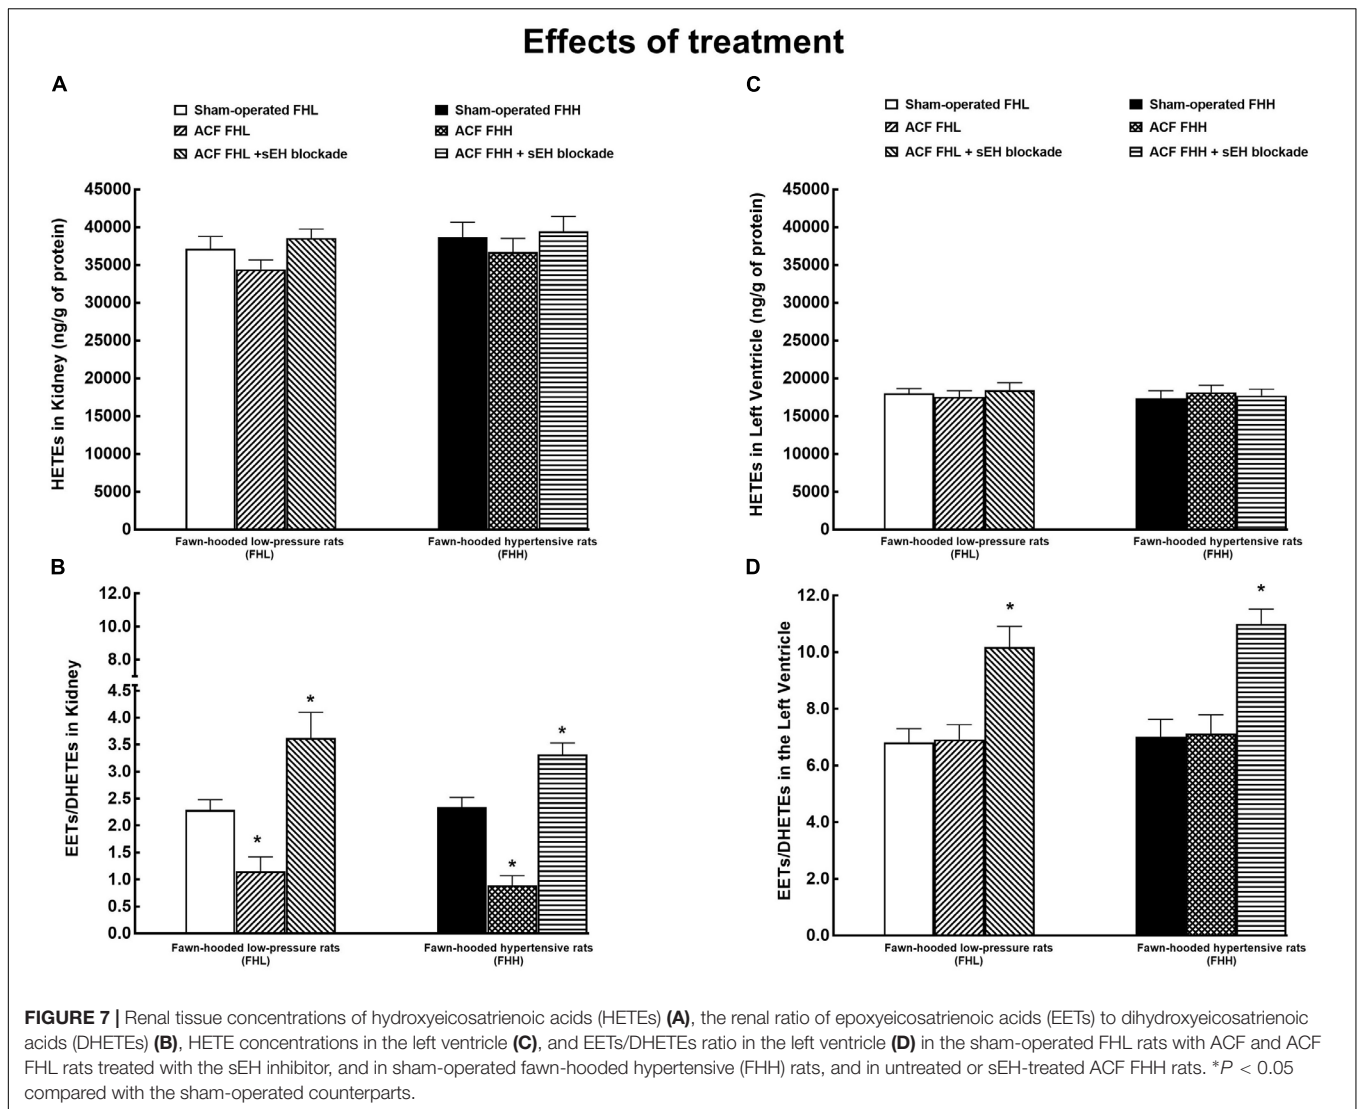 Effects of treatment
A
Sham-operated FHL
Sham-operated FHH
ACF FHL
ACF FHH
ACF FHL +sEH blockade
ACF FHH + sEH blockade
HETEs in Kidney (ng/g of protein)
45000
40000
35000
30000
25000
20000
15000
10000
5000
0
Fawn-hooded low-pressure rats
(FHL)
Fawn-hooded hypertensive rats
(FHH)
C
Sham-operated FHL
Sham-operated FHH
ACF FHL
ACF FHH
ACF FHL + sEH blockade
ACF FHH + sEH blockade
HETEs in Left Ventricle (ng/g of protein)
45000
40000
35000
30000
25000
20000
15000
10000
5000
0
Fawn-hooded low-pressure rats
(FHL)
Fawn-hooded hypertensive rats
(FHH)
B
EETs/DHETEs in Kidney
12.0
10.0
8.0
4.5
4.0
3.5
3.0
2.5
2.0
1.5
1.0
0.5
0.0
*
*
*
*
Fawn-hooded low-pressure rats
(FHL)
Fawn-hooded hypertensive rats
(FHH)
D
EETs/DHETEs in the Left Ventricle
12.0
10.0
8.0
6.0
4.0
2.0
0.0
*
*
Fawn-hooded low-pressure rats
(FHL)
Fawn-hooded hypertensive rats
(FHH)
FIGURE 7 | Renal tissue concentrations of hydroxyeicosatrienoic acids (HETEs) (A), the renal ratio of epoxyeicosatrienoic acids (EETs) to dihydroxyeicosatrienoic
acids (DHETEs) (B), HETE concentrations in the left ventricle (C), and EETs/DHETEs ratio in the left ventricle (D) in the sham-operated FHL rats with ACF and ACF
FHL rats treated with the sEH inhibitor, and in sham-operated fawn-hooded hypertensive (FHH) rats, and in untreated or sEH-treated ACF FHH rats. *P < 0.05
compared with the sham-operated counterparts.